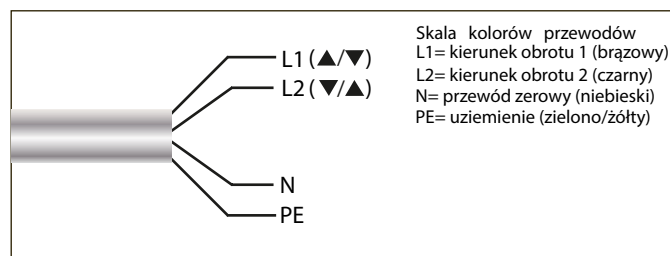 L1 (▲/▼)
L2 (▼/▲)
N
PE
Skala kolorów przewodów
L1= kierunek obrotu 1 (brązowy)
L2= kierunek obrotu 2 (czarny)
N= przewód zerowy (niebieski)
PE= uziemienie (zielono/żółty)